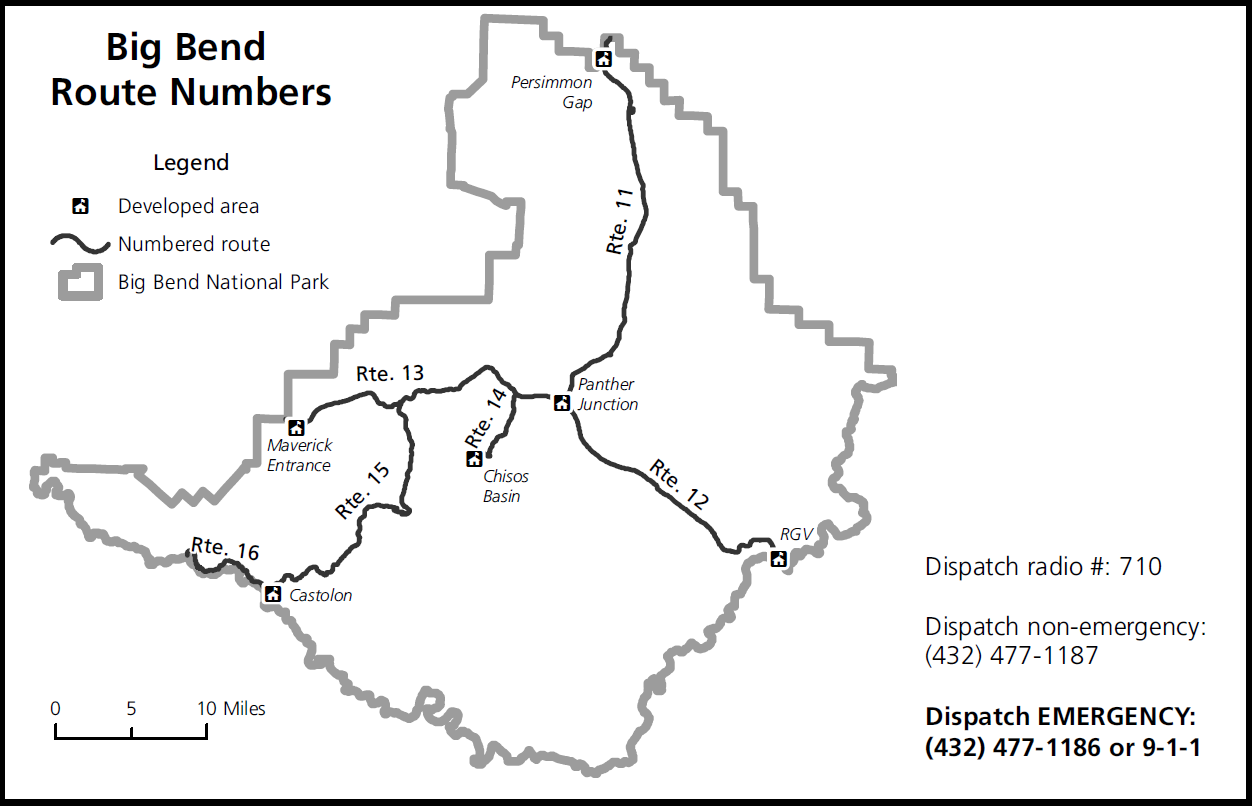 Big Bend
Route Numbers
Legend
Developed area
Numbered route
Big Bend National Park
Persimmon
Gap
Rte. 11
Rte. 13
Panther
Junction
Rte. 14
Maverick
Entrance
Chisos
Basin
Rte. 15
Rte. 12
RGV
Rte. 16
Castolon
Dispatch radio #: 710
Dispatch non-emergency:
(432) 477-1187
Dispatch EMERGENCY:
(432) 477-1186 or 9-1-1
0 5 10 Miles